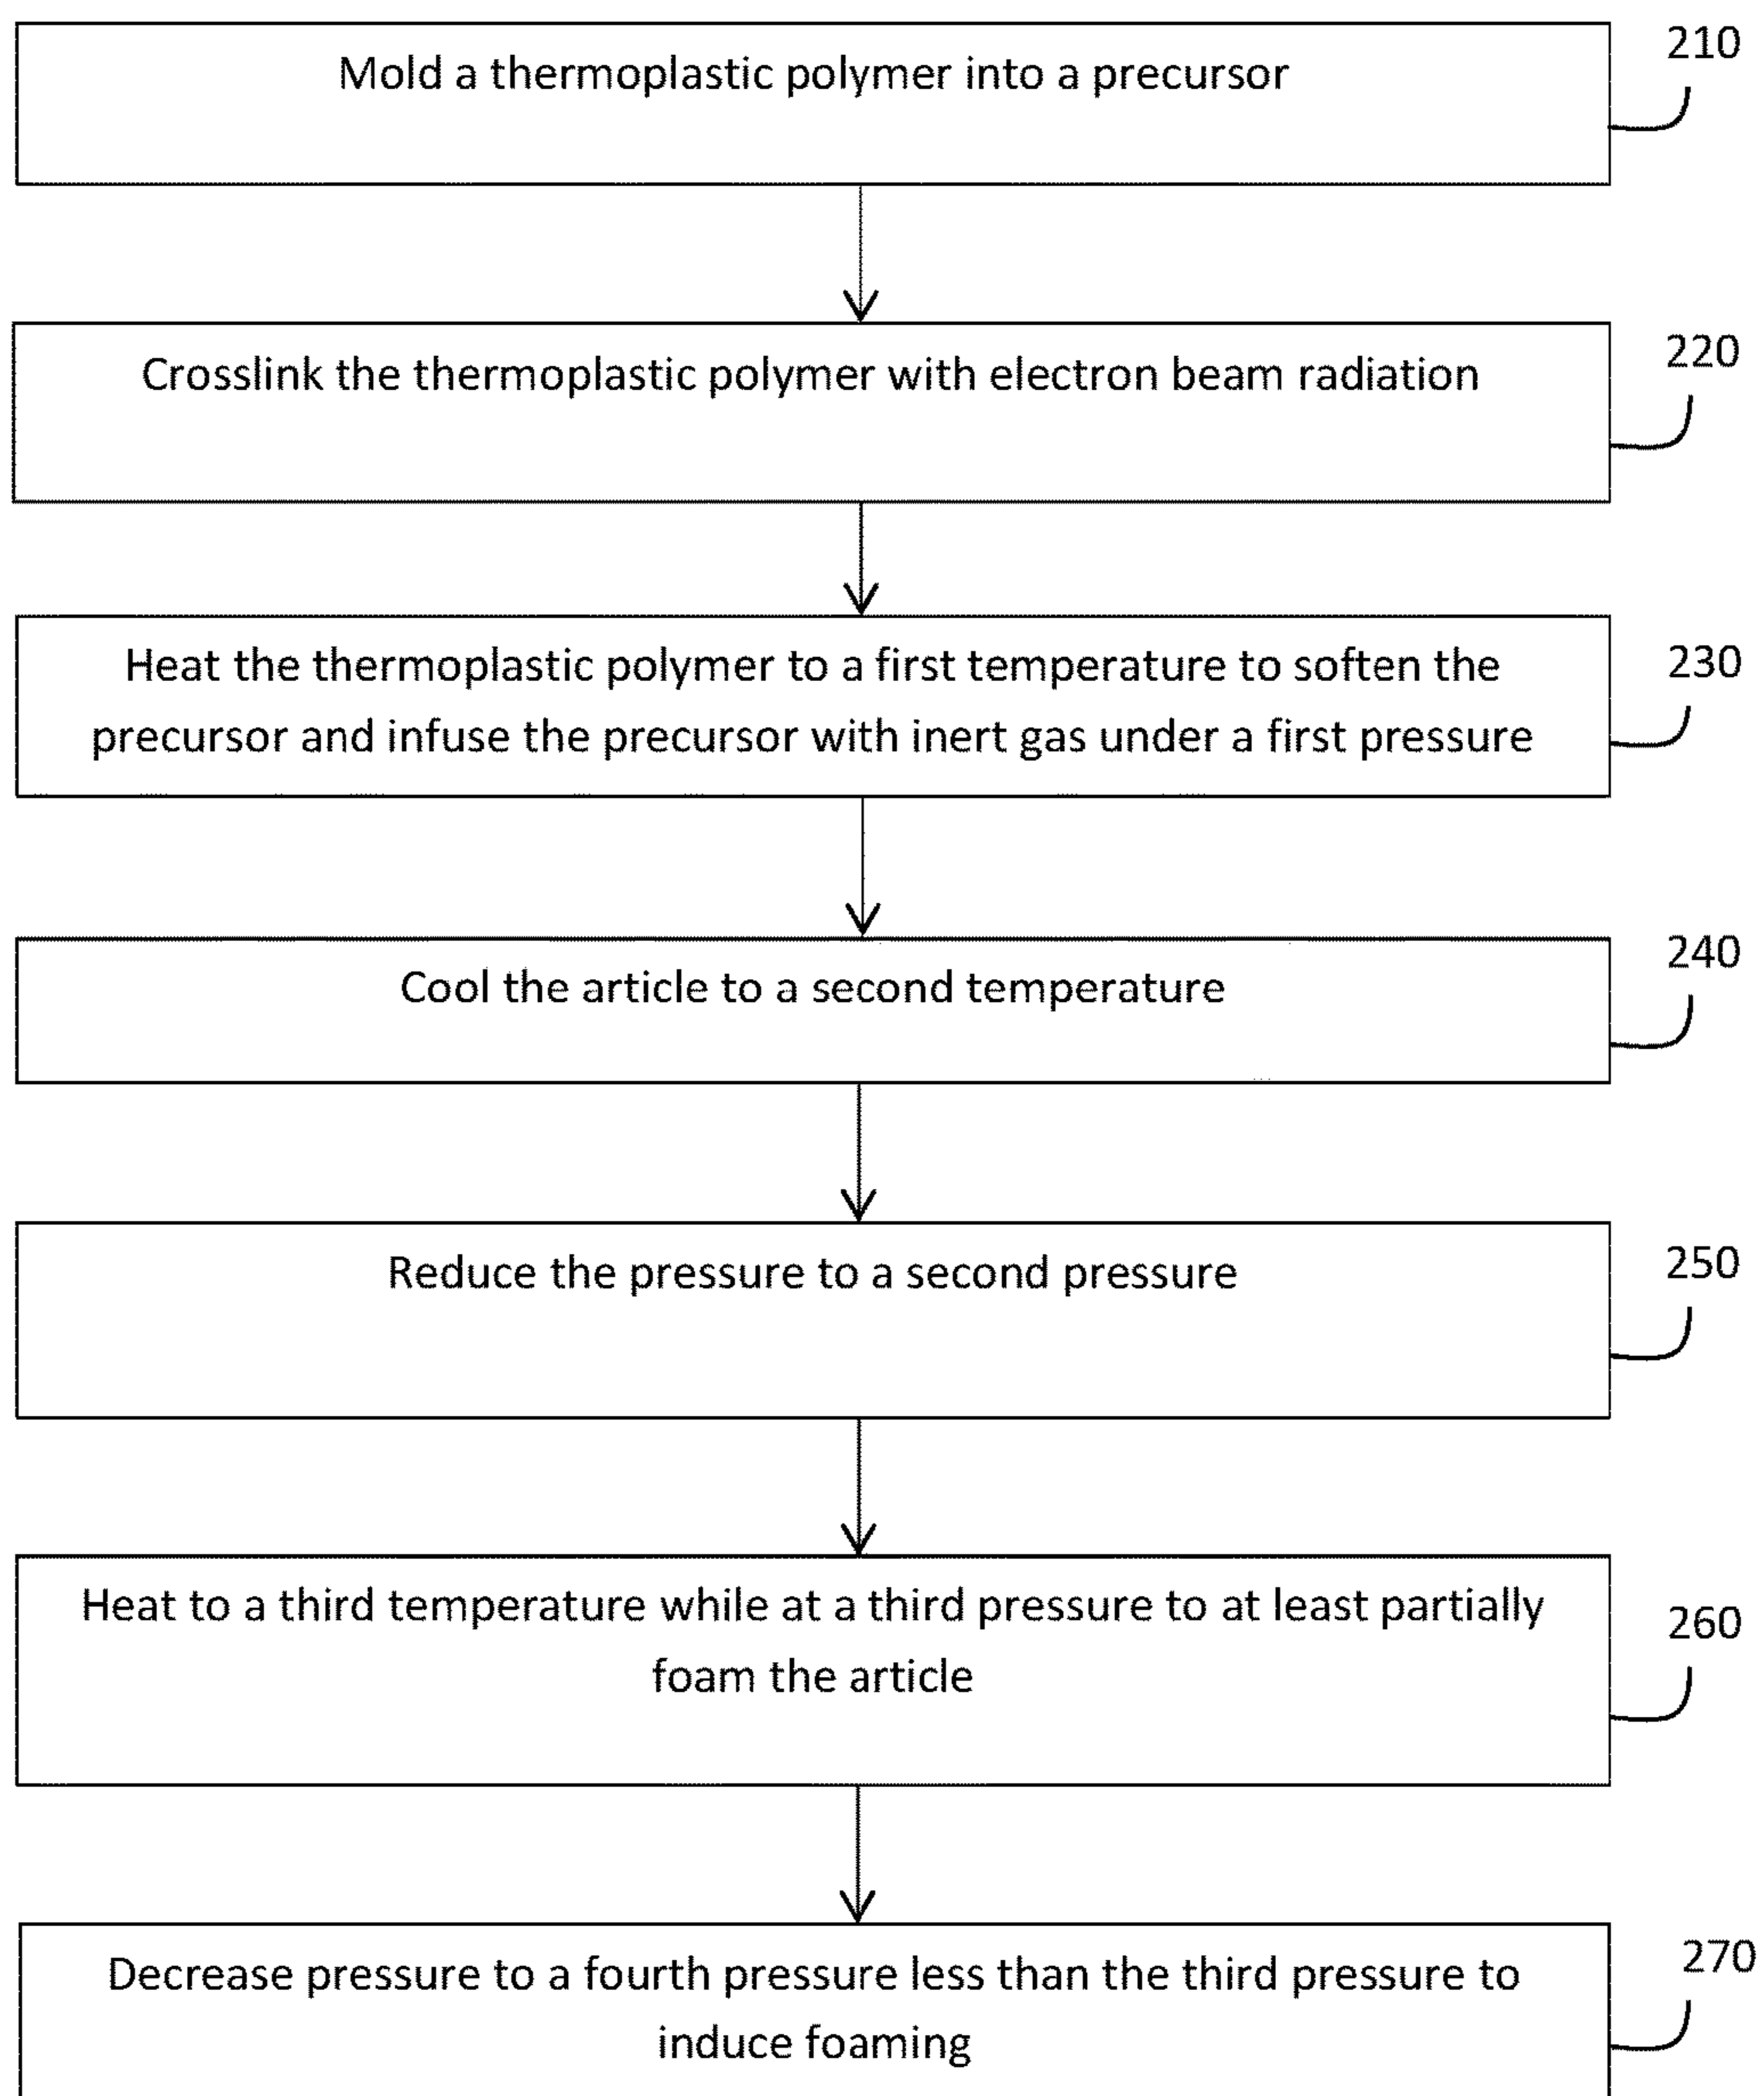 Mold a thermoplastic polymer into a precursor
210
Crosslink the thermoplastic polymer with electron beam radiation
220
Heat the thermoplastic polymer to a first temperature to soften the
precursor and infuse the precursor with inert gas under a first pressure
230
Cool the article to a second temperature
240
Reduce the pressure to a second pressure
250
Heat to a third temperature while at a third pressure to at least partially
foam the article
260
Decrease pressure to a fourth pressure less than the third pressure to
induce foaming
270